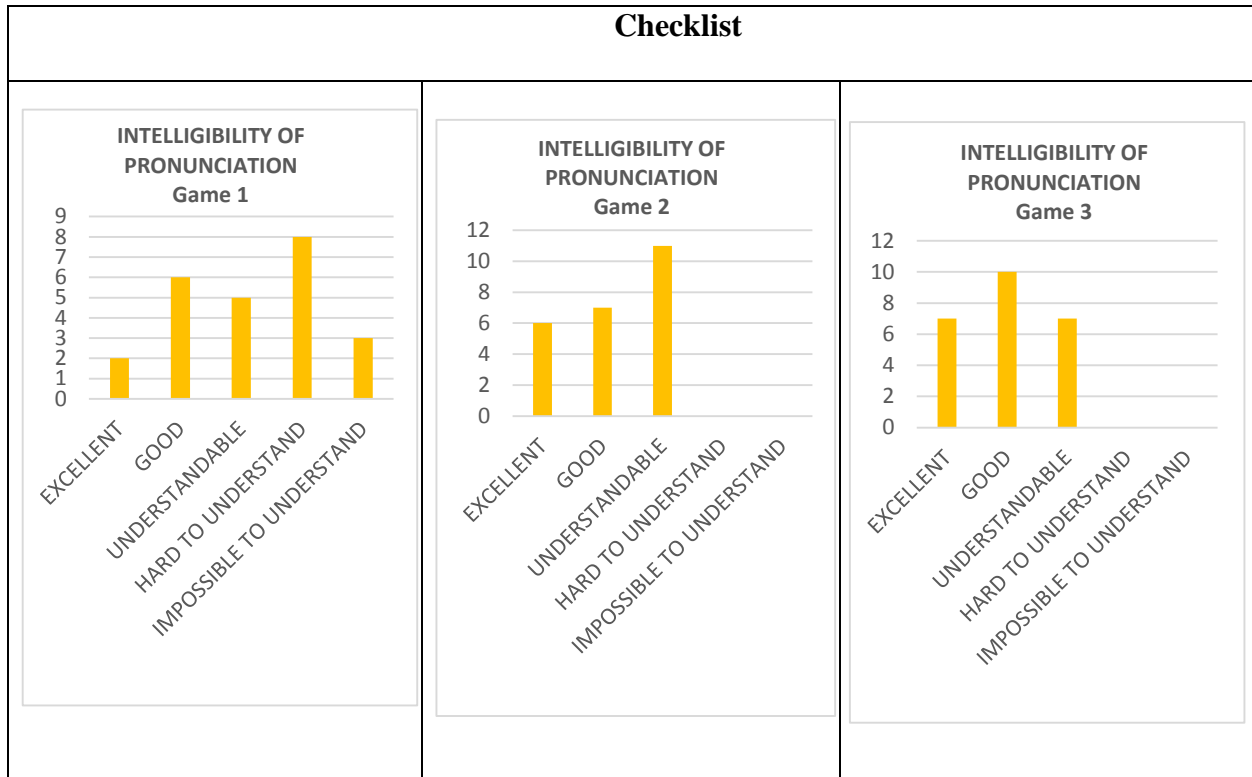 Checklist
INTELLIGIBILITY OF
PRONUNCIATION
Game 1
9
8
7
6
5
4
3
2
1
0
EXCELLENT
GOOD
UNDERSTANDABLE
HARD TO UNDERSTAND
IMPOSSIBLE TO UNDERSTAND
INTELLIGIBILITY OF
PRONUNCIATION
Game 2
12
10
8
6
4
2
0
EXCELLENT
GOOD
UNDERSTANDABLE
HARD TO UNDERSTAND
IMPOSSIBLE TO UNDERSTAND
INTELLIGIBILITY OF
PRONUNCIATION
Game 3
12
10
8
6
4
2
0
EXCELLENT
GOOD
UNDERSTANDABLE
HARD TO UNDERSTAND
IMPOSSIBLE TO UNDERSTAND